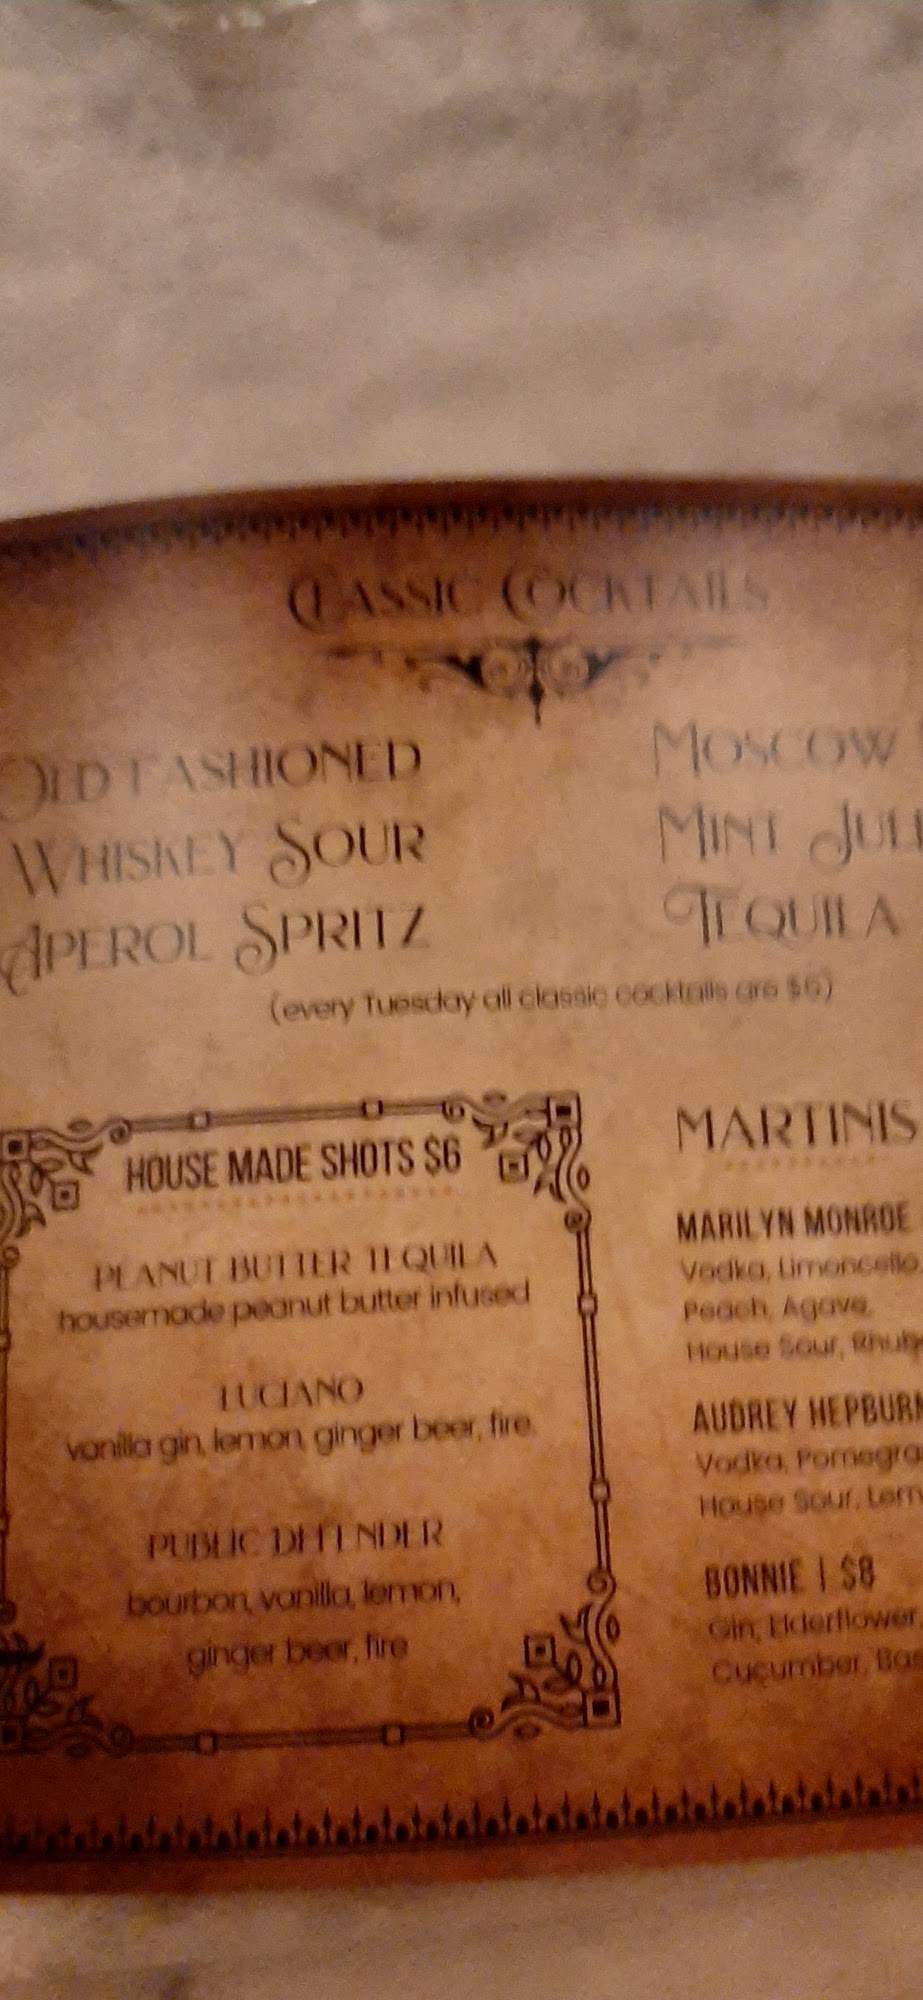 CLASSIC COCKTAILS
OLD FASHIONED
WHISKEY SOUR
APEROL SPRITZ
MOSCOW
MINT
TEQUILA
(every Tuesday all classic cocktails are $6)
HOUSE MADE SHOTS $6
PEANUT BUTTER TEQUILA
housemade peanut butter infused
LUCIANO
vanilla gin, lemon, ginger beer, fire
PUBLIC DEFENDER
bourbon, vanilla, lemon,
ginger beer, fire
MARTINIS
MARILYN MONROE
Vodka, Limoncello,
Peach, Agave,
House Sour,
AUDREY HEPBURN
Vodka,
House Sour,
BONNIE | $8
Gin, Elderflower,
Cucumber,